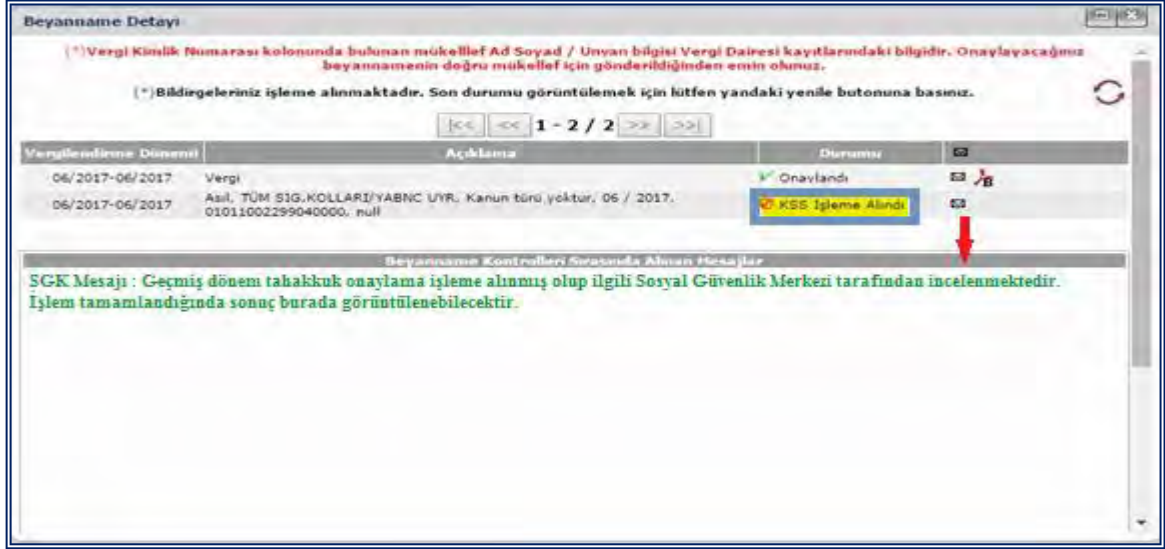 Beyanname Detayı
(*)Vergi Kimlik Numarası kolonunda bulunan mükelllef Ad Soyad / Unvan bilgisi Vergi Dairesi kayıtlarındaki bilgidir. Onaylayacağınız
beyannamenin doğru mükellef için gönderildiğinden emin olunuz.
(*)Bildirgeleriniz işleme alınmaktadır. Son durumu görüntülemek için lütfen yandaki yenile butonuna basınız.
|<< << 1 - 2 / 2 >> >>|
Vergilendirme Dönemi Açıklama Durumu
06/2017-06/2017 Vergi Onaylandı
06/2017-06/2017 Asıl, TÜM SIG.KOLLARI/YABNC UYR, Kanun türü yoktur, 06 / 2017, KSS İşleme Alındı
01011002299040000, null
Beyanname Kontrolleri Sırasında Alınan Mesajlar
SGK Mesajı : Geçmiş dönem tahakkuk onaylama işleme alınmış olup ilgili Sosyal Güvenlik Merkezi tarafından incelenmektedir.
İşlem tamamlandığında sonuç burada görüntülenebilecektir.